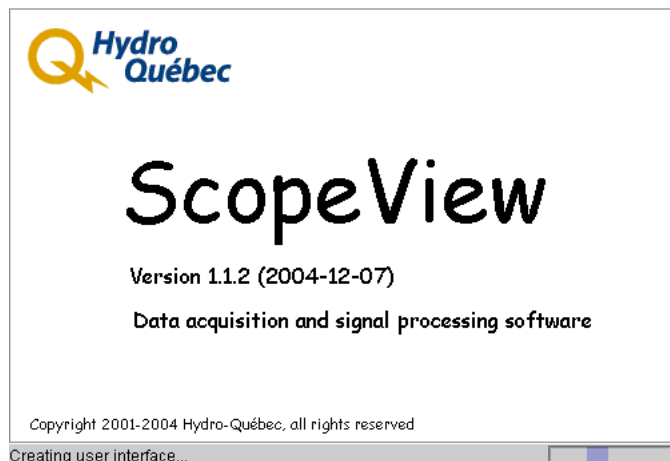 Hydro
Québec
ScopeView
Version 1.1.2 (2004-12-07)
Data acquisition and signal processing software
Copyright 2001-2004 Hydro-Québec, all rights reserved
Creating user interface...